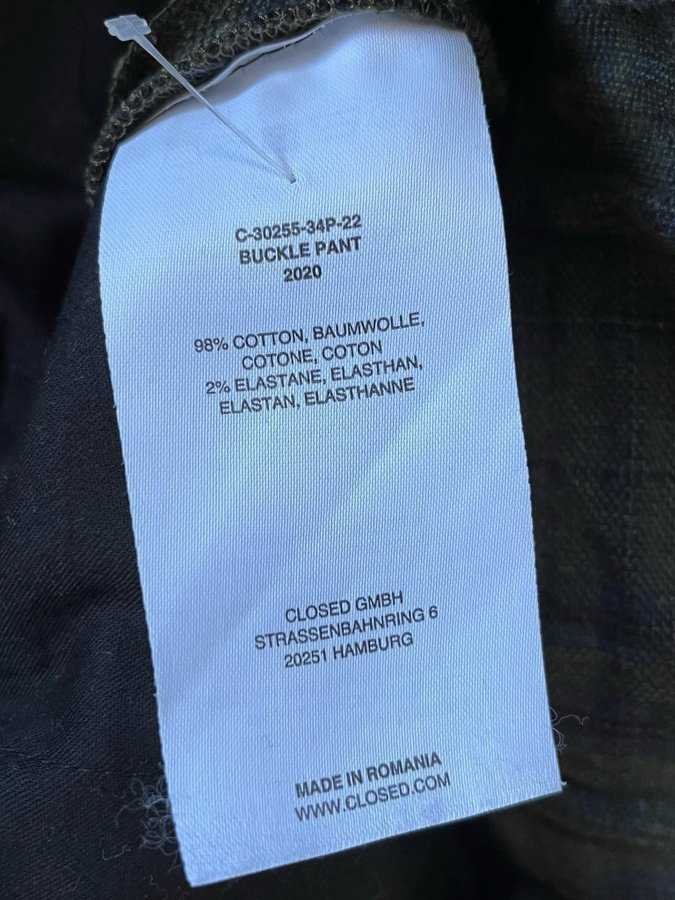 C-30255-34P-22
BUCKLE PANT
2020
98% COTTON, BAUMWOLLE,
COTONE, COTON
2% ELASTANE, ELASTHAN,
ELASTAN, ELASTHANNE
CLOSED GMBH
STRASSENBAHNRING 6
20251 HAMBURG
MADE IN ROMANIA
WWW.CLOSED.COM